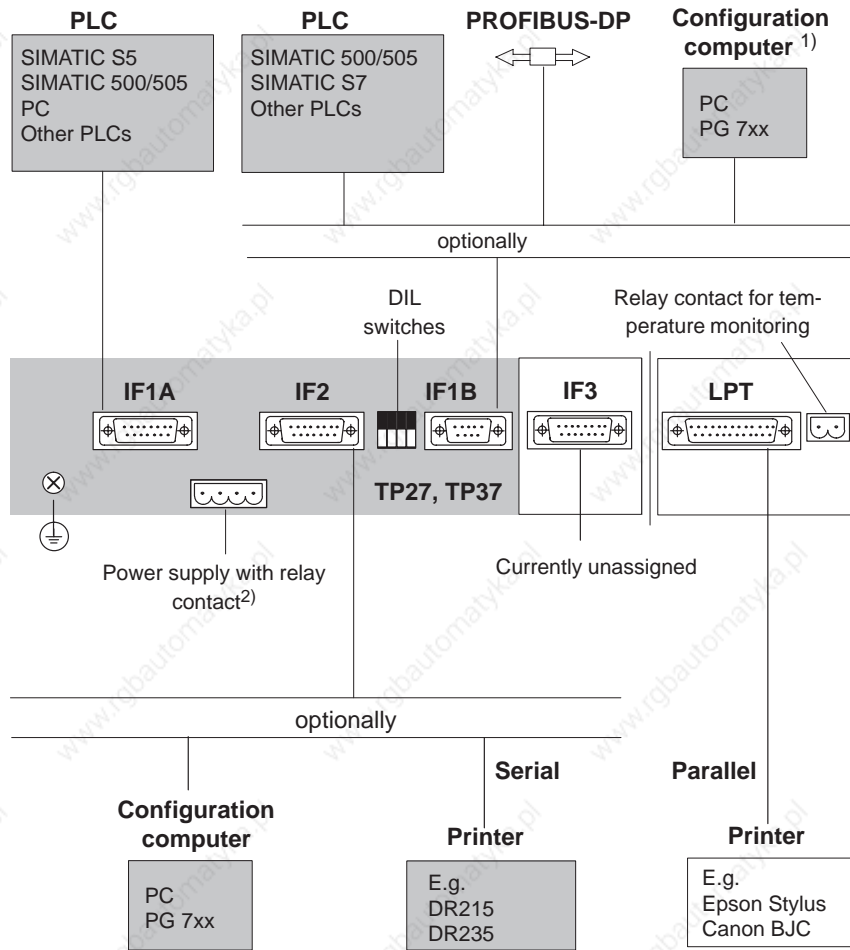 PLC
SIMATIC S5
SIMATIC 500/505
PC
Other PLCs
PLC
SIMATIC 500/505
SIMATIC S7
Other PLCs
PROFIBUS-DP
Configuration
computer 1)
PC
PG 7xx
optionally
DIL
switches
Relay contact for tem-
perature monitoring
IF1A
IF2
IF1B
IF3
LPT
TP27, TP37
Power supply with relay
contact2)
Currently unassigned
optionally
Serial
Parallel
Configuration
computer
PC
PG 7xx
Printer
E.g.
DR215
DR235
Printer
E.g.
Epson Stylus
Canon BJC
www.rgbautomatyka.pl